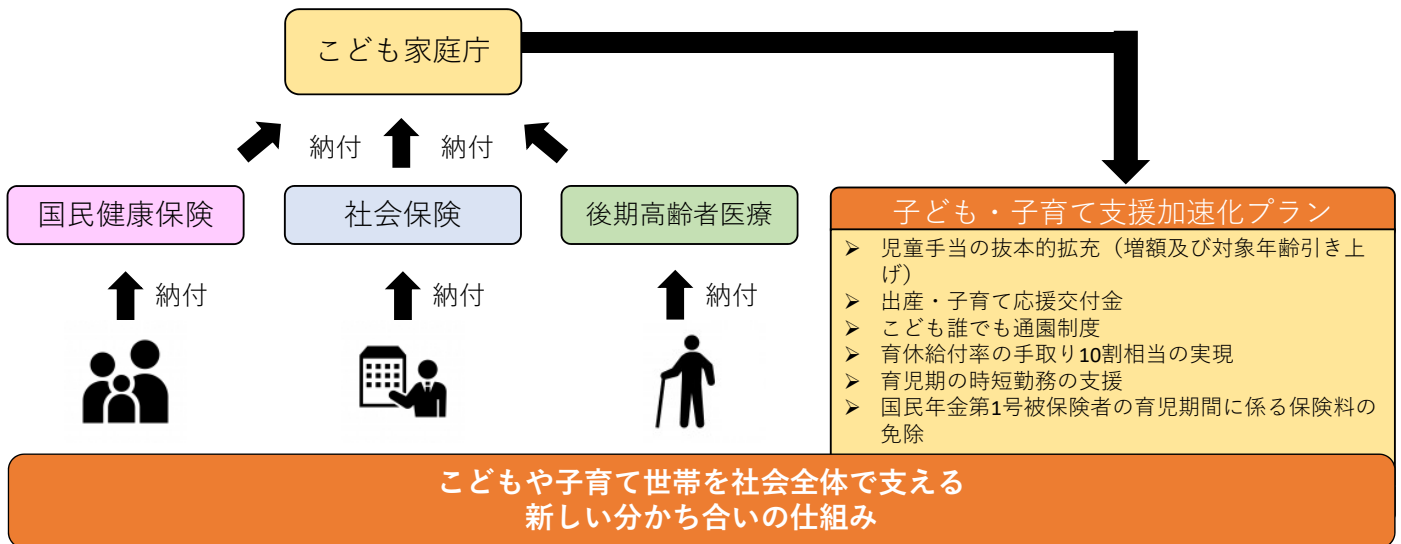 こども家庭庁
納付
納付
国民健康保険
社会保険
後期高齢者医療
納付
納付
納付
子ども・子育て支援加速化プラン
➢ 児童手当の抜本的拡充（増額及び対象年齢引き上
げ）
➢ 出産・子育て応援交付金
➢ こども誰でも通園制度
➢ 育休給付率の手取り10割相当の実現
➢ 育児期の時短勤務の支援
➢ 国民年金第1号被保険者の育児期間に係る保険料の
免除
こどもや子育て世帯を社会全体で支える
新しい分かち合いの仕組み